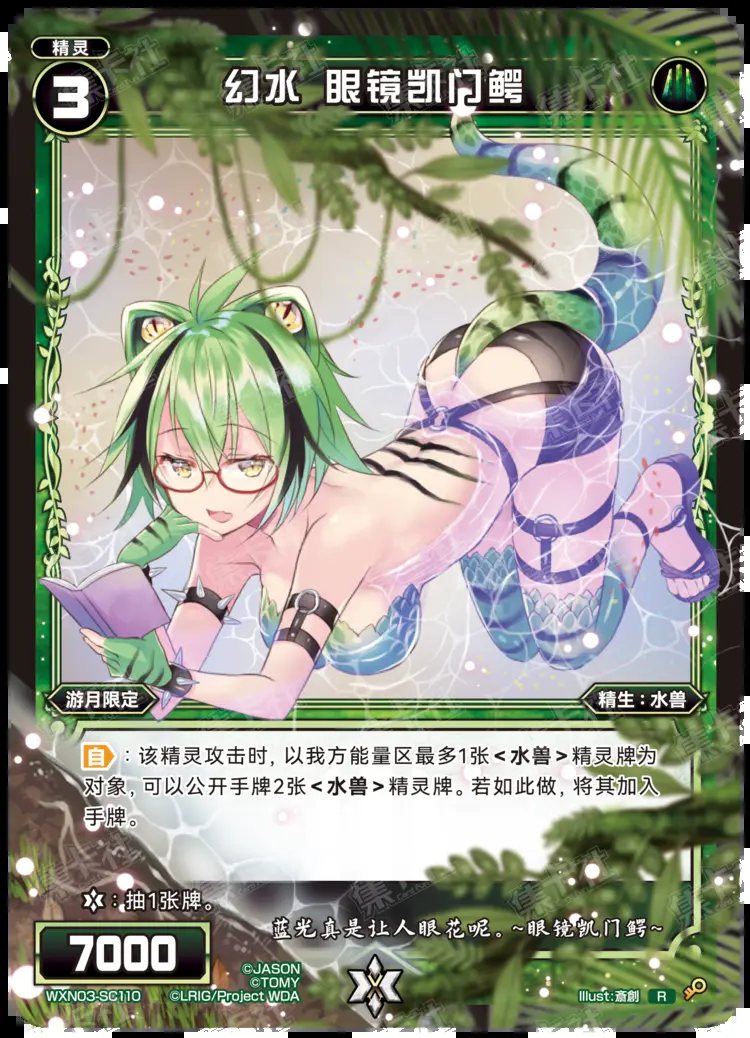 精灵
3
幻水 眼镜凯门鳄
游月限定
精生：水兽
自：该精灵攻击时，以我方能量区最多1张<水兽>精灵牌为
对象，可以公开手牌2张<水兽>精灵牌。若如此做，将其加入
手牌。
：抽1张牌。
蓝光真是让人眼花呢。~眼镜凯门鳄~
7000
©JASON
©TOMY
WXN03-SC110 ©LRIG/Project WDA
Illust:斎創 R
集卡社